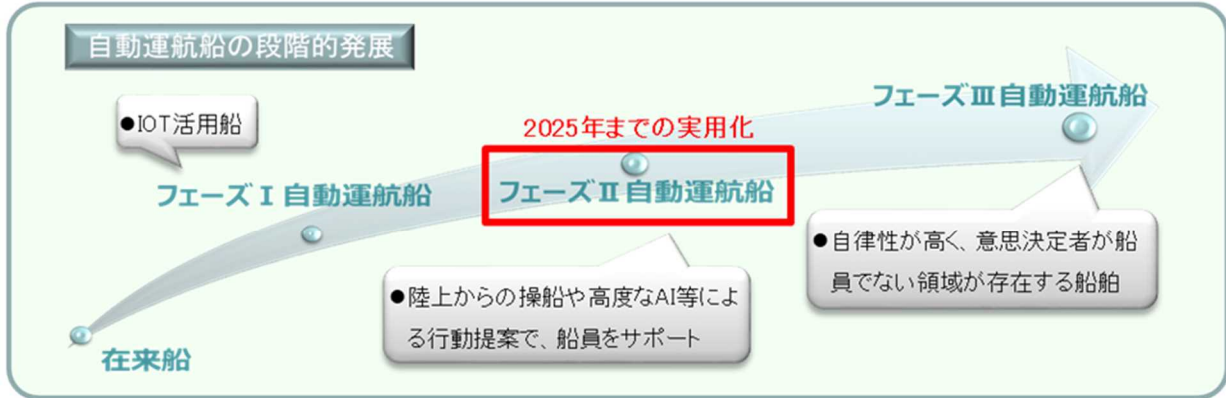 自動運航船の段階的発展
●IOT活用船
フェーズⅠ自動運航船
2025年までの実用化
フェーズⅡ自動運航船
フェーズⅢ自動運航船
●自律性が高く、意思決定者が船
員でない領域が存在する船舶
●陸上からの操船や高度なAI等によ
る行動提案で、船員をサポート
在来船